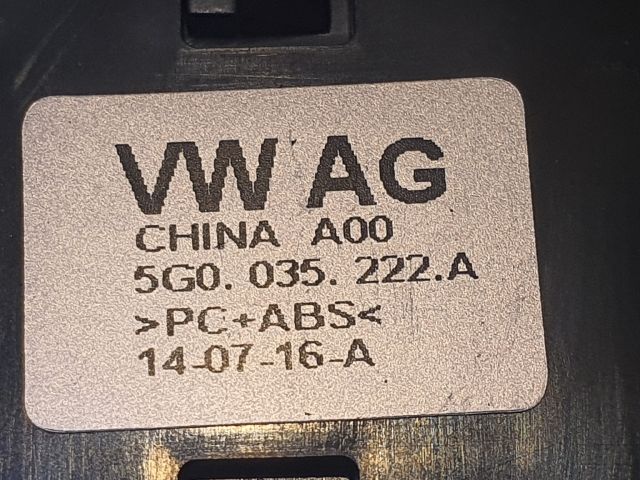 VW AG
CHINA A00
5G0. 035. 222.A
>PC+ABS<
14-07-16-A